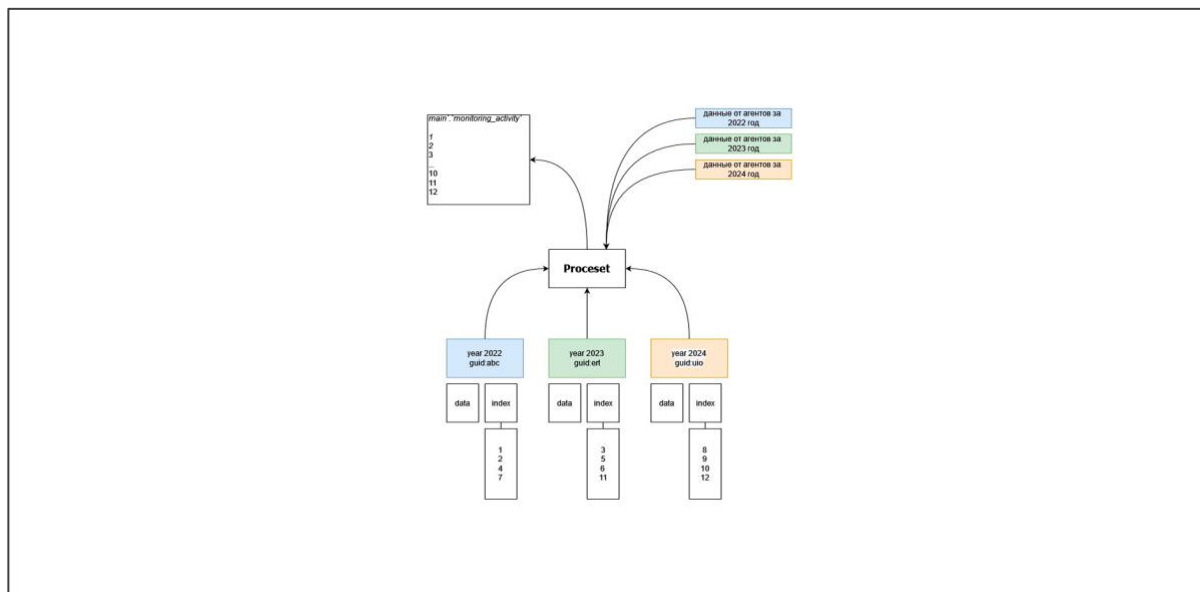 main`.`monitoring_activity`
1
2
3
...
10
11
12
данные от агентов за
2022 год
данные от агентов за
2023 год
данные от агентов за
2024 год
Proceset
year 2022
guid:abc
year 2023
guid:ert
year 2024
guid:uio
data
index
data
index
data
index
1
2
4
7
3
5
6
11
8
9
10
12